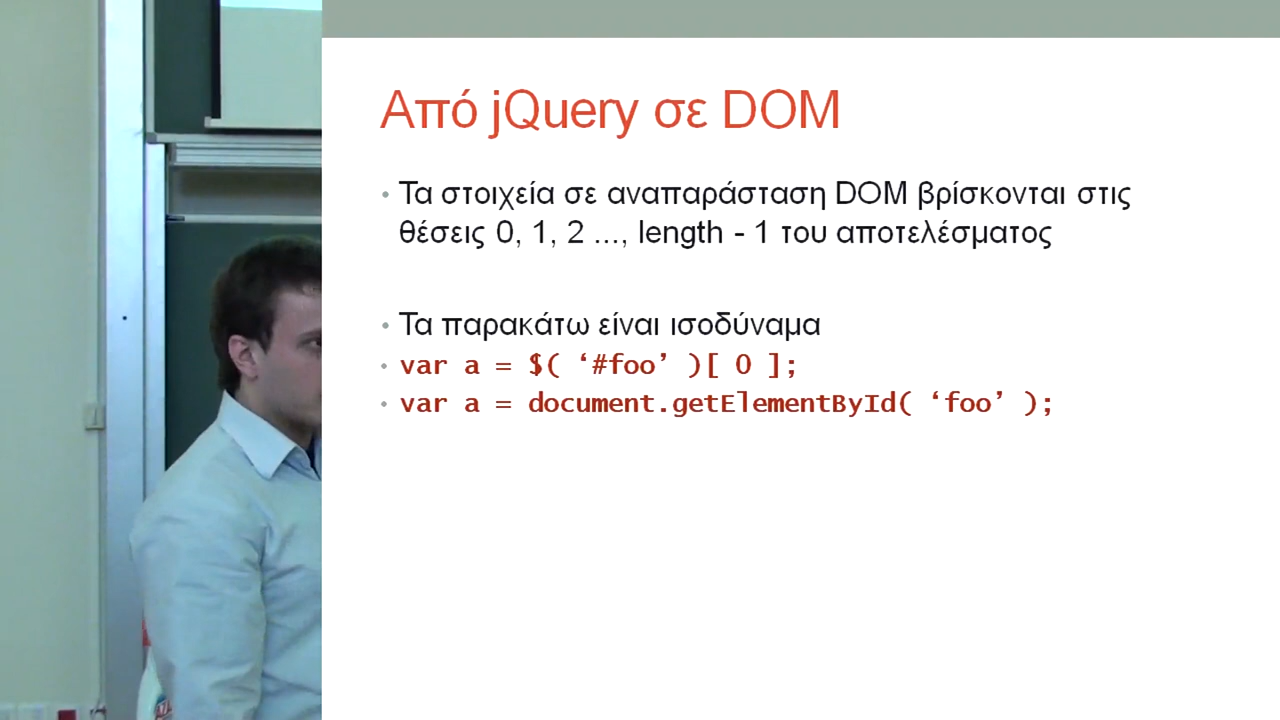 Από jQuery σε DOM
• Τα στοιχεία σε αναπαράσταση DOM βρίσκονται στις
θέσεις 0, 1, 2 ..., length - 1 του αποτελέσματος
• Τα παρακάτω είναι ισοδύναμα
• var a = $( ‘#foo’ )[ 0 ];
• var a = document.getElementById( ‘foo’ );